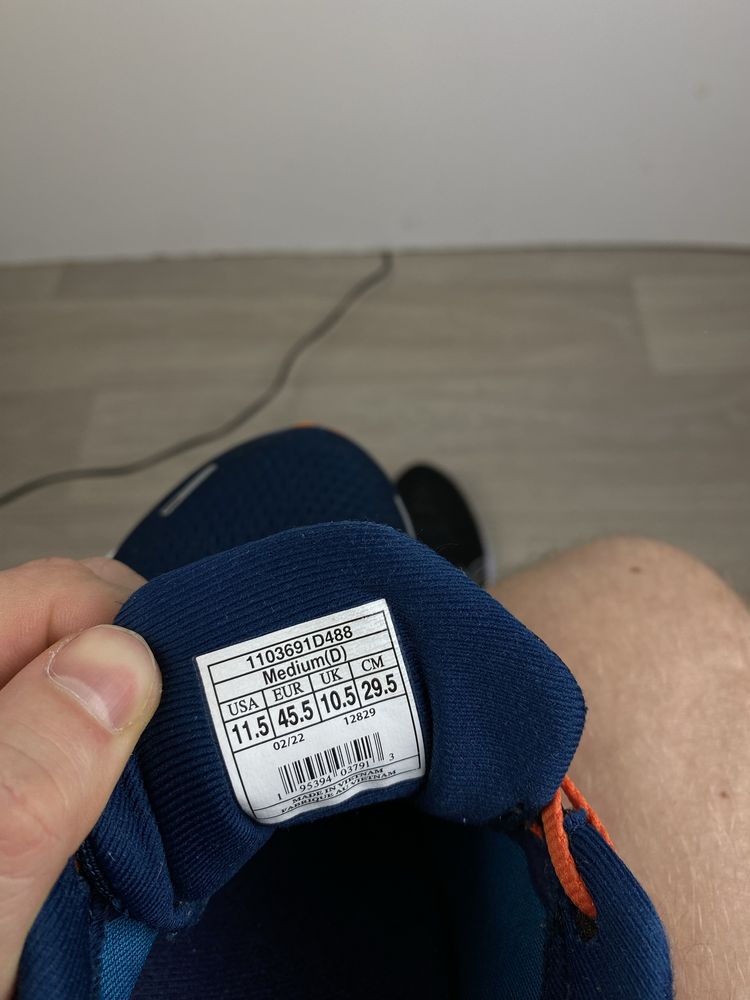 1103691D488
Medium(D)
USA EUR UK CM
11.5 45.5 10.5 29.5
02/22 12829
1 95394 03791 3
MADE IN VIETNAM
FABRIQUE AU VIETNAM